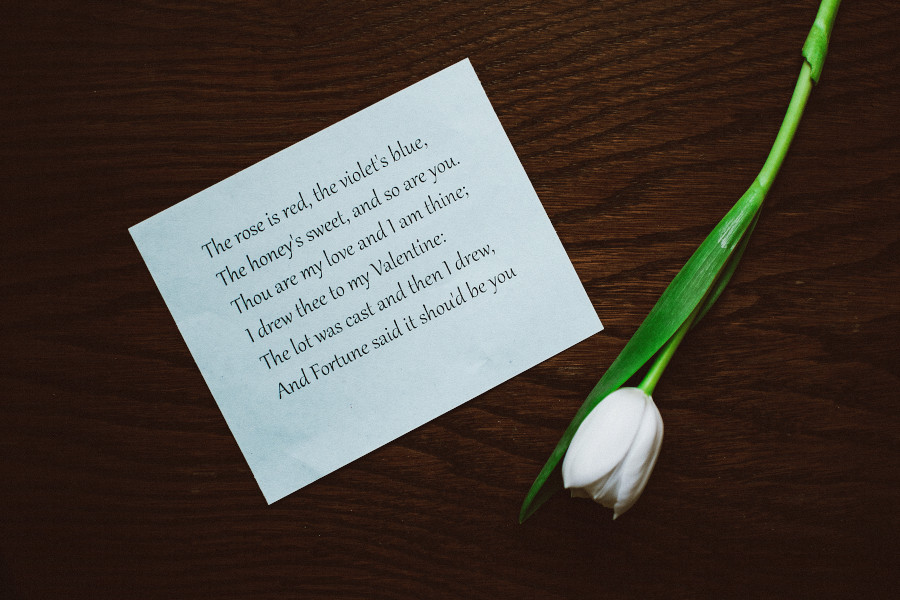 The rose is red, the violet's blue,
The honey's sweet, and so are you.
Thou are my love and I am thine;
I drew thee to my Valentine:
The lot was cast and then I drew,
And Fortune said it shou'd be you